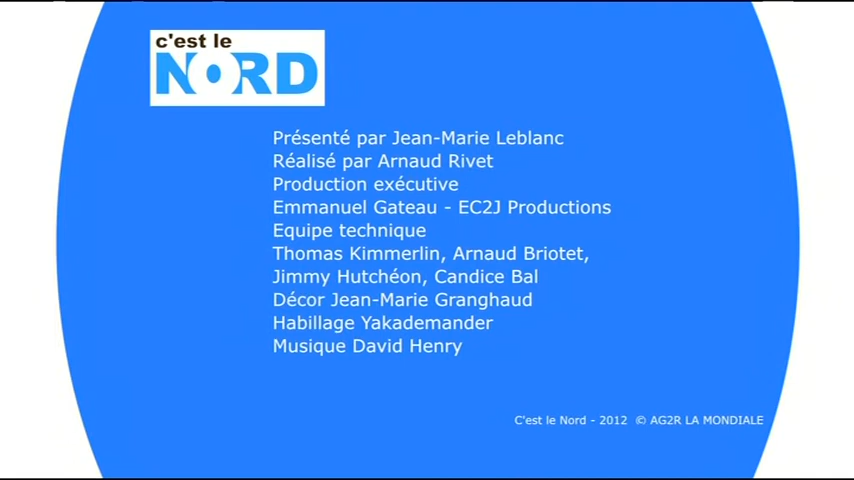 c'est le
NORD
Présenté par Jean-Marie Leblanc
Réalisé par Arnaud Rivet
Production exécutive
Emmanuel Gateau - EC2J Productions
Equipe technique
Thomas Kimmerlin, Arnaud Briotet,
Jimmy Hutchéon, Candice Bal
Décor Jean-Marie Granghaud
Habillage Yakademander
Musique David Henry
C'est le Nord - 2012 © AG2R LA MONDIALE